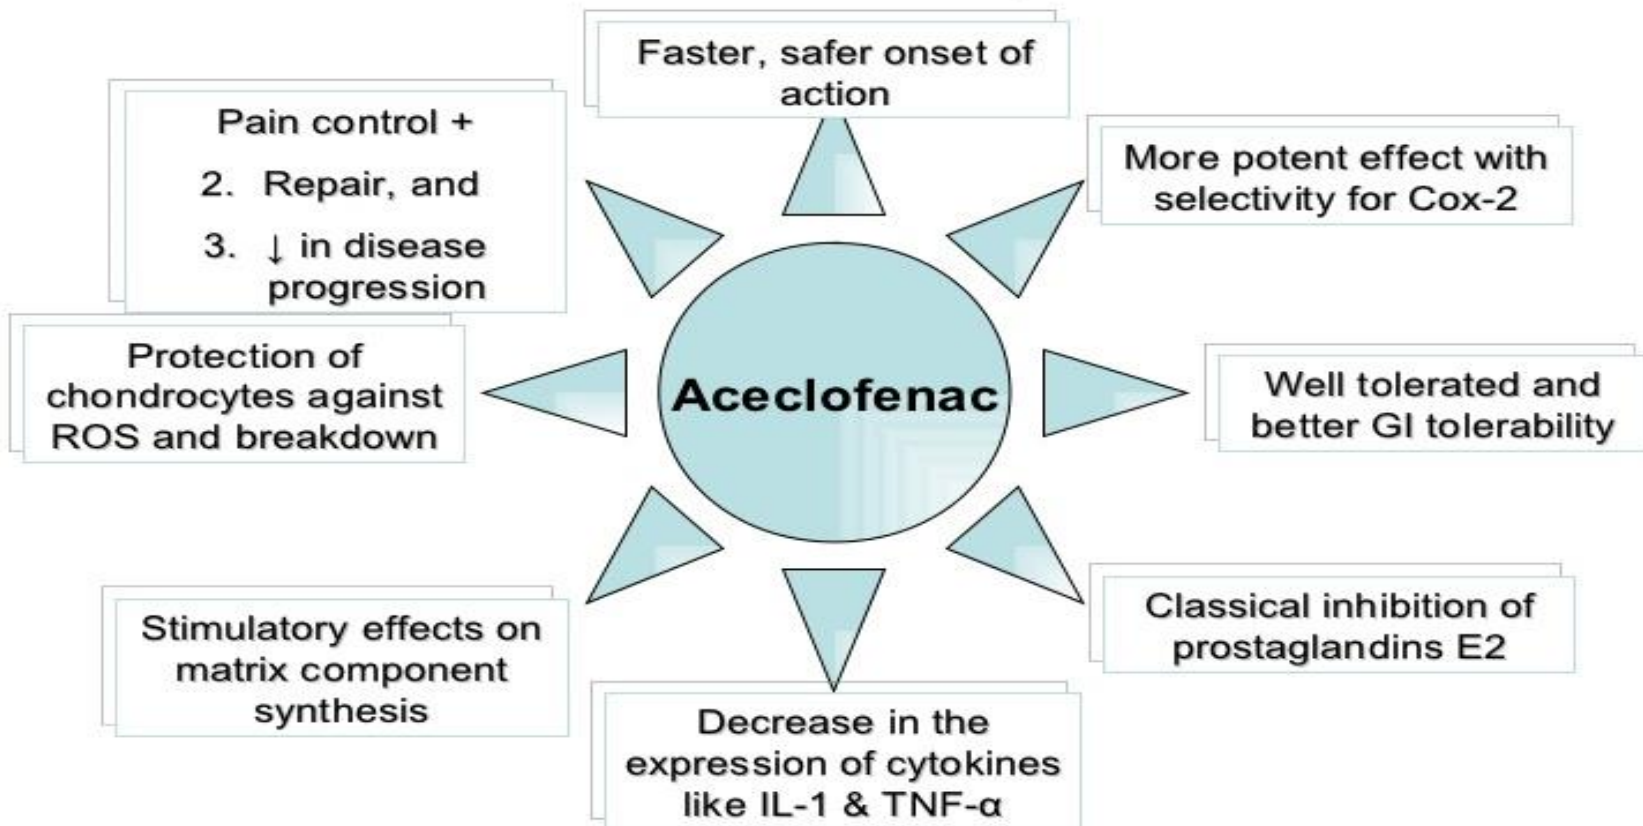 Faster, safer onset of
action
Pain control +
2. Repair, and
3. ↓ in disease
progression
More potent effect with
selectivity for Cox-2
Protection of
chondrocytes against
ROS and breakdown
Aceclofenac
Well tolerated and
better GI tolerability
Stimulatory effects on
matrix component
synthesis
Classical inhibition of
prostaglandins E2
Decrease in the
expression of cytokines
like IL-1 & TNF-α